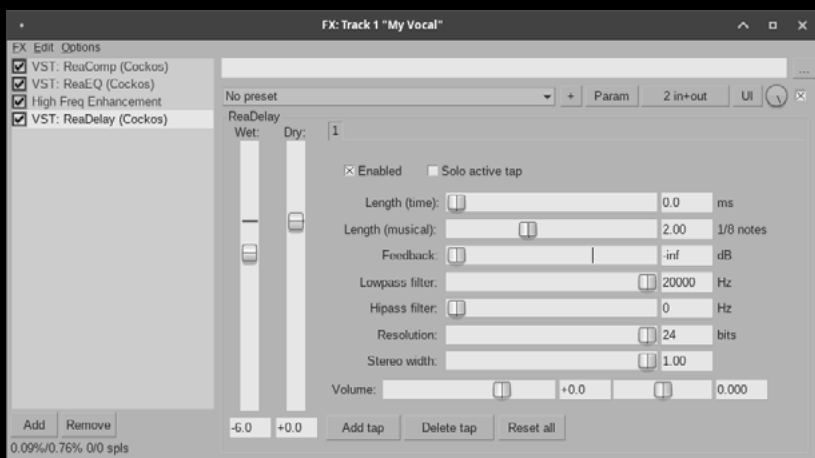 FX: Track 1 "My Vocal"
FX Edit Options
VST: ReaComp (Cockos)
VST: ReaEQ (Cockos)
High Freq Enhancement
VST: ReaDelay (Cockos)
...
No preset + Param 2 in+out UI
ReaDelay
Wet: Dry: 1
Enabled Solo active tap
Length (time): 0.0 ms
Length (musical): 2.00 1/8 notes
Feedback: -inf dB
Lowpass filter: 20000 Hz
Hipass filter: 0 Hz
Resolution: 24 bits
Stereo width: 1.00
Volume: +0.0 0.000
-6.0 +0.0 Add tap Delete tap Reset all
Add Remove
0.09%/0.76% 0/0 spls